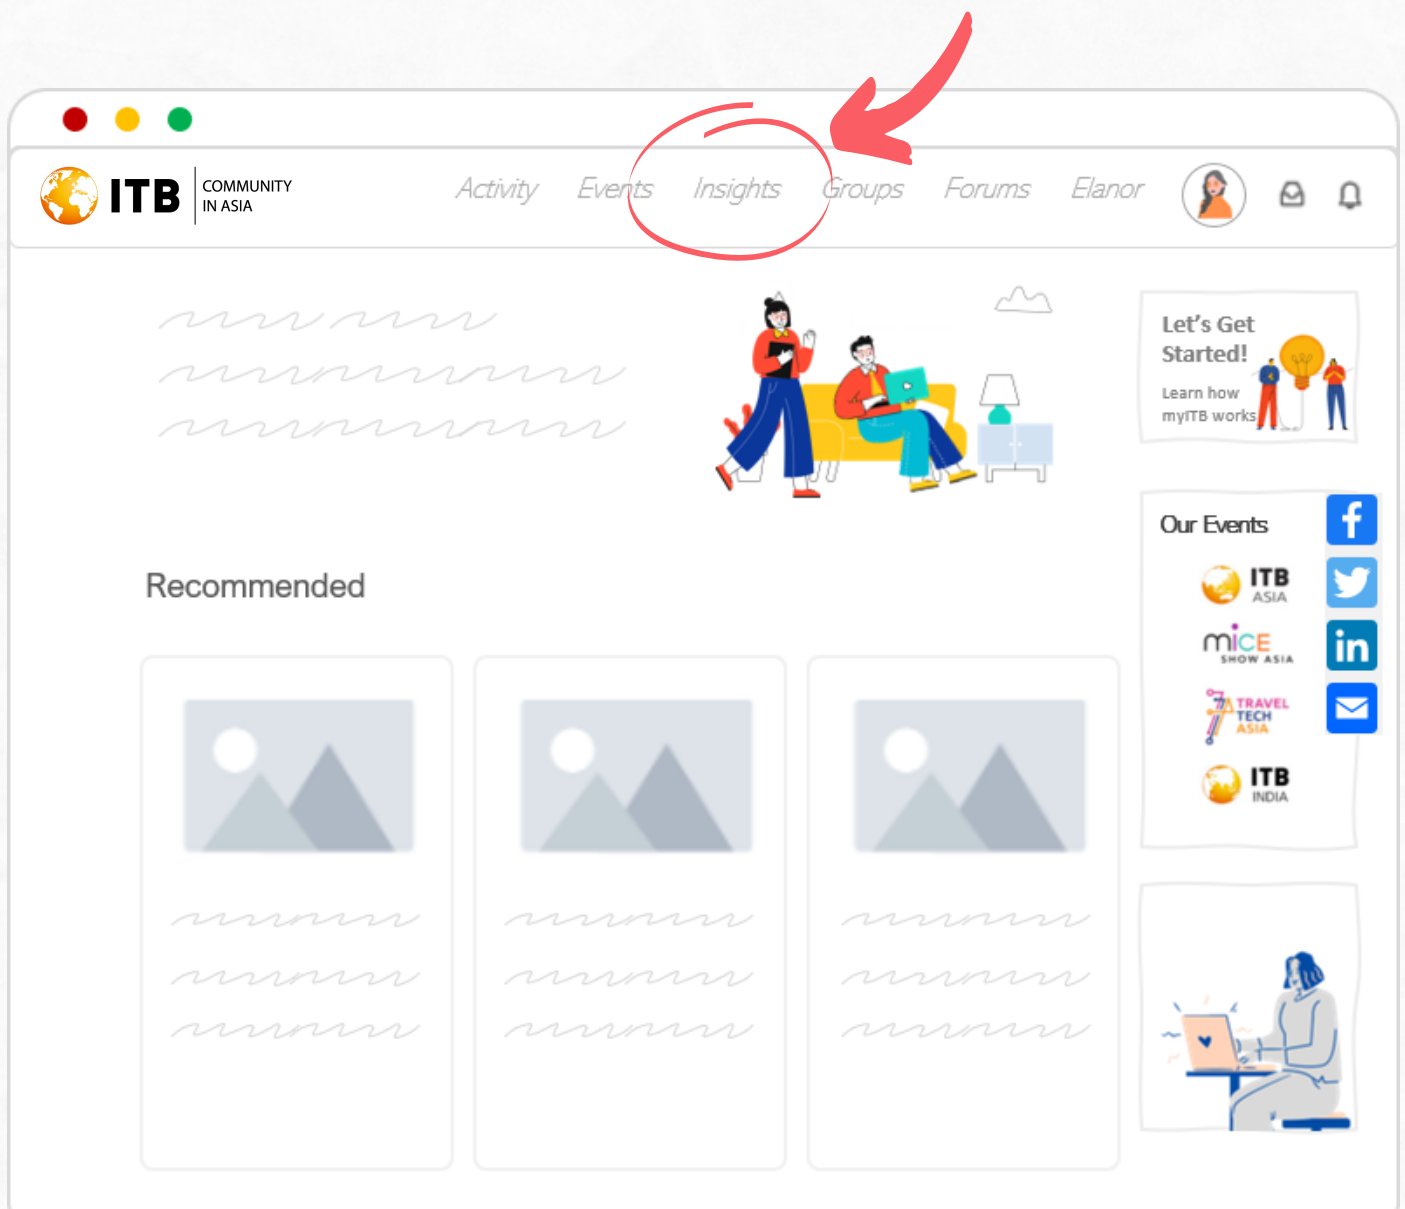 ITB
COMMUNITY
IN ASIA
Activity
Events
Insights
Groups
Forums
Elanor
Let's Get
Started!
Learn how
myITB works
Our Events
ITB
ASIA
mice
SHOW ASIA
TRAVEL
TECH
ASIA
ITB
INDIA
Recommended